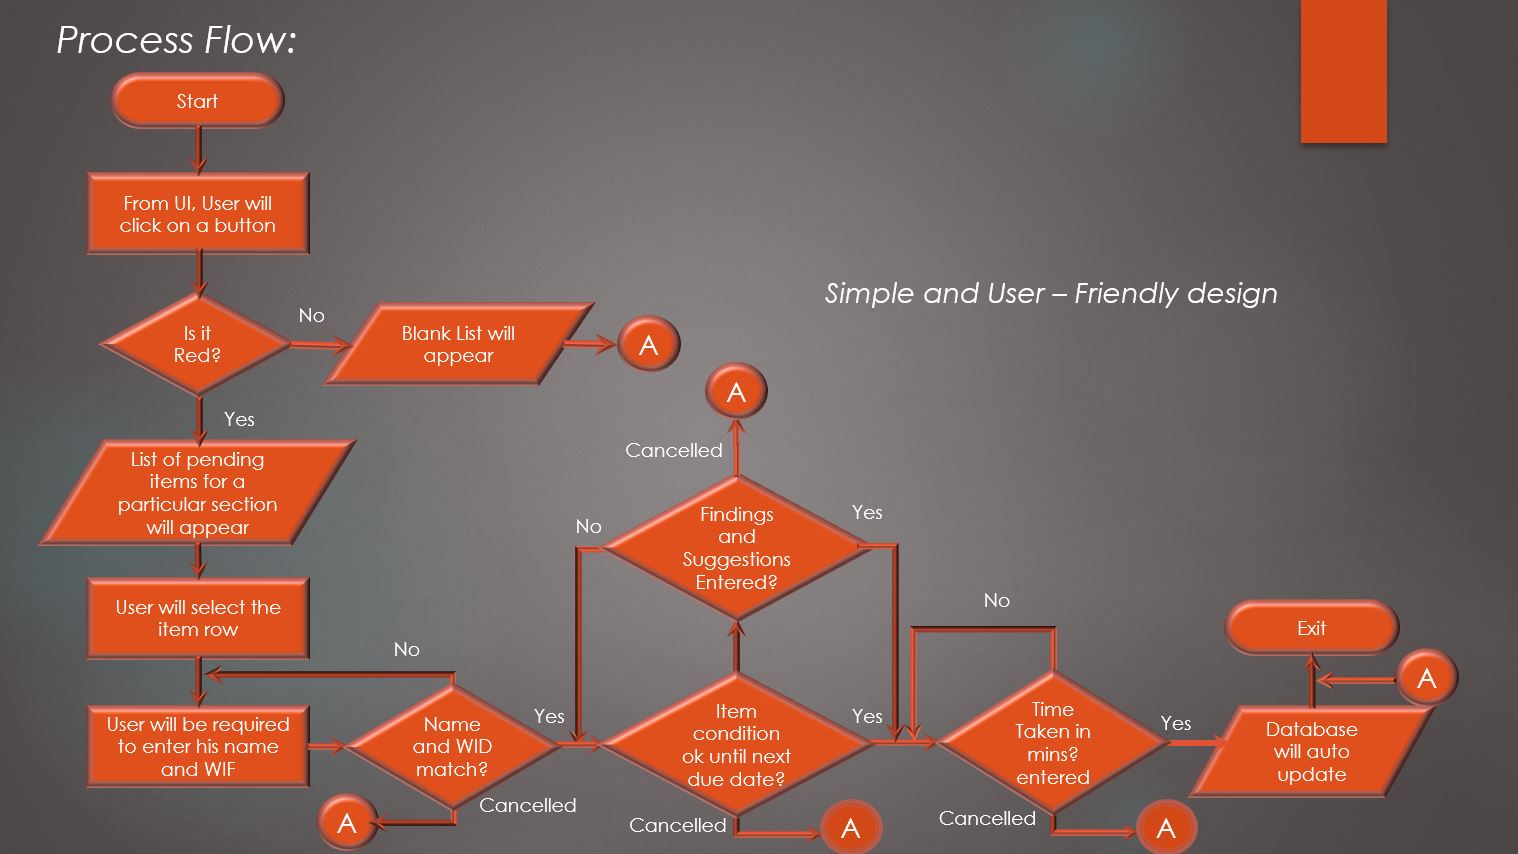 Process Flow:
Start
From UI, User will
click on a button
Is it
Red?
No
Blank List will
appear
A
Simple and User – Friendly design
Yes
List of pending
items for a
particular section
will appear
User will select the
item row
No
User will be required
to enter his name
and WIF
Name
and WID
match?
Cancelled
A
Yes
A
Cancelled
Findings
and
Suggestions
Entered?
No
Yes
Item
condition
ok until next
due date?
Cancelled
A
Yes
No
Time
Taken in
mins?
entered
Cancelled
A
Yes
Exit
A
Database
will auto
update